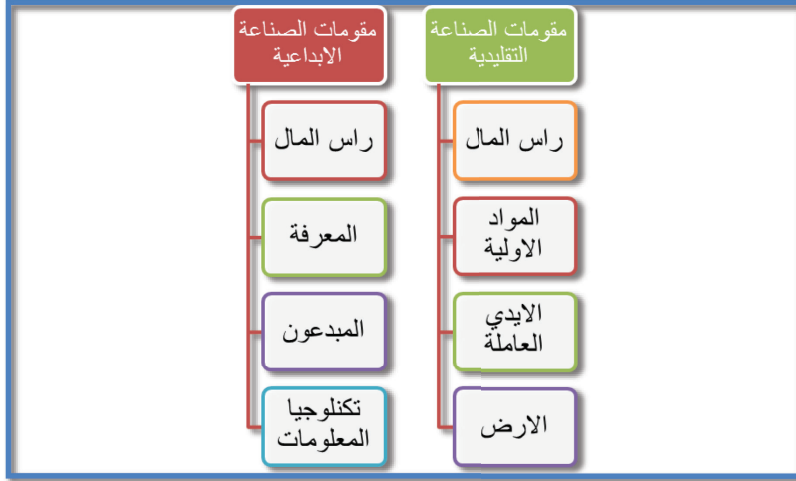 مقومات الصناعة
التقليدية
راس المال
المواد
الاولية
الايدي
العاملة
الارض
مقومات الصناعة
الابداعية
راس المال
المعرفة
المبدعون
تكنلوجيا
المعلومات